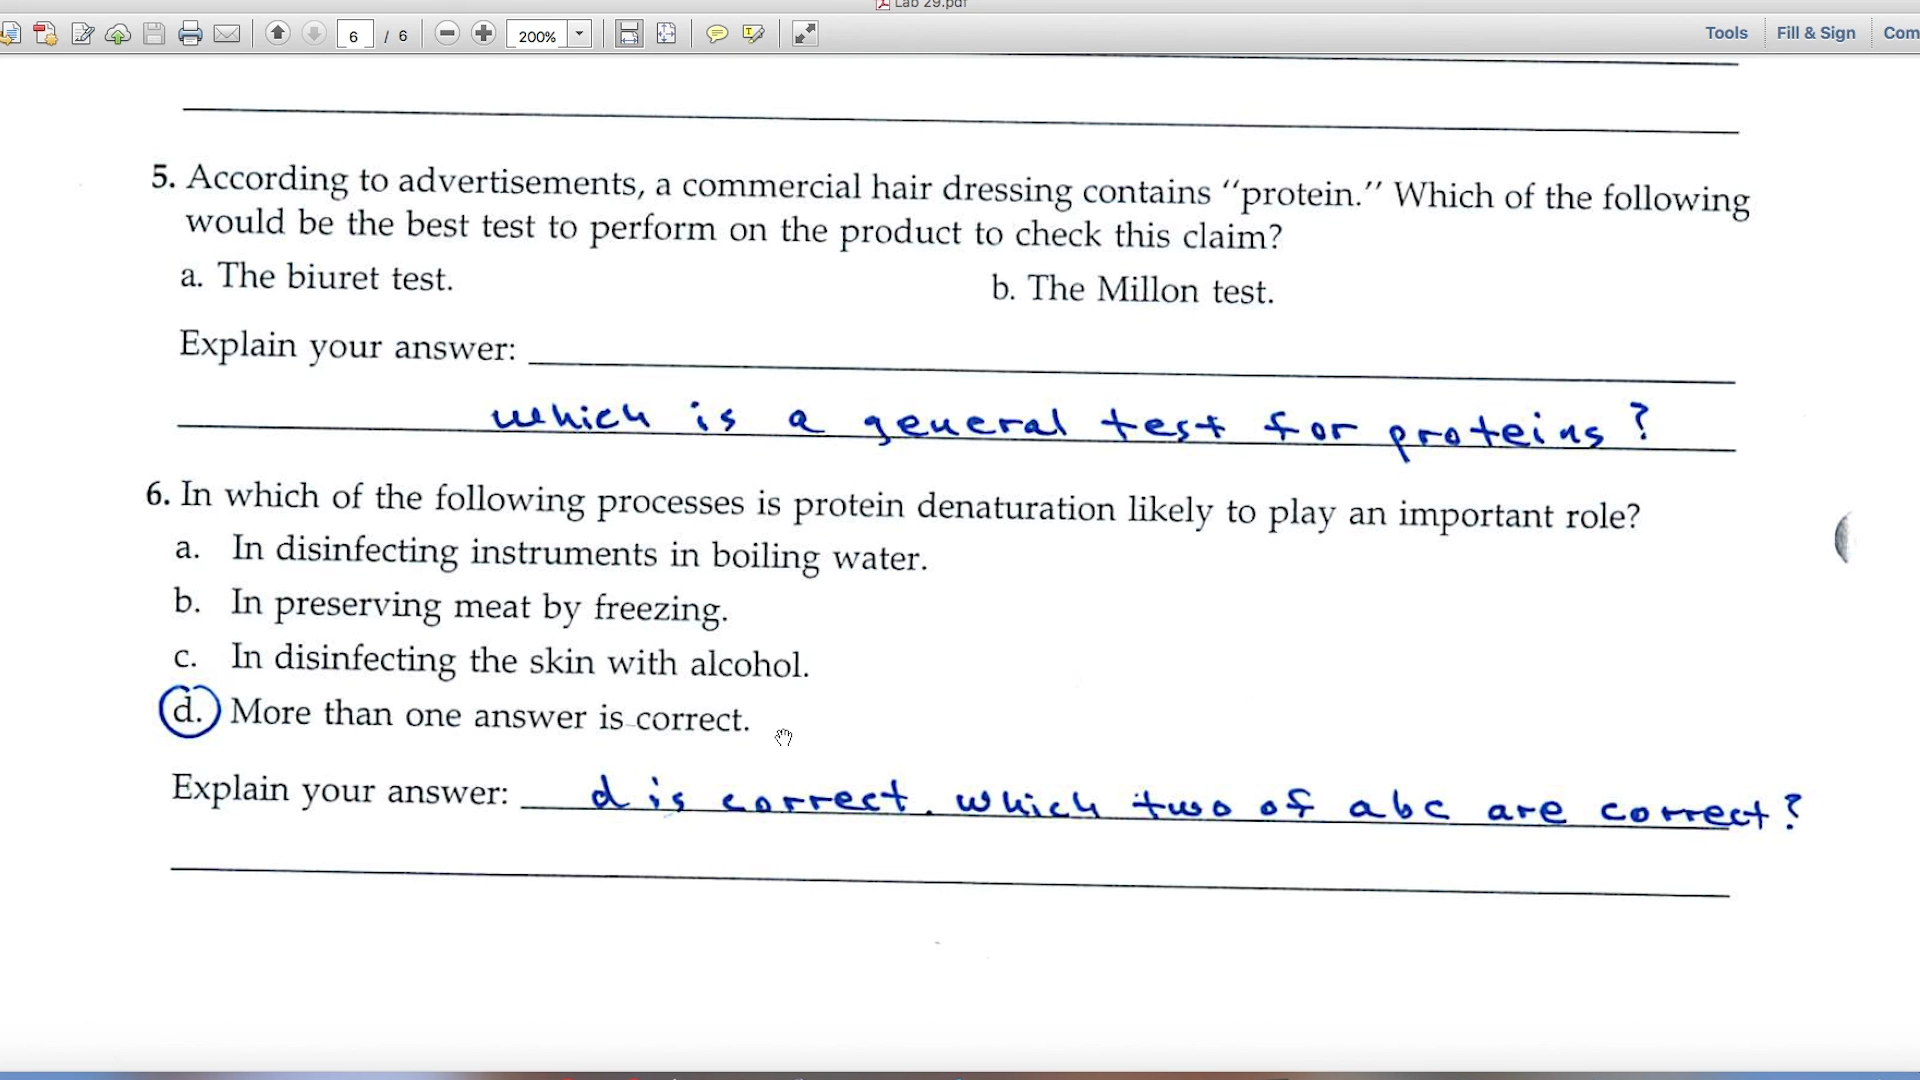 Lab 29.pdf
6 / 6 200% Tools Fill & Sign Com
5. According to advertisements, a commercial hair dressing contains "protein." Which of the following
would be the best test to perform on the product to check this claim?
a. The biuret test. b. The Millon test.
Explain your answer:
which is a general test for proteins?
6. In which of the following processes is protein denaturation likely to play an important role?
a. In disinfecting instruments in boiling water.
b. In preserving meat by freezing.
c. In disinfecting the skin with alcohol.
d. More than one answer is correct.
Explain your answer: d is correct. which two of abc are correct?